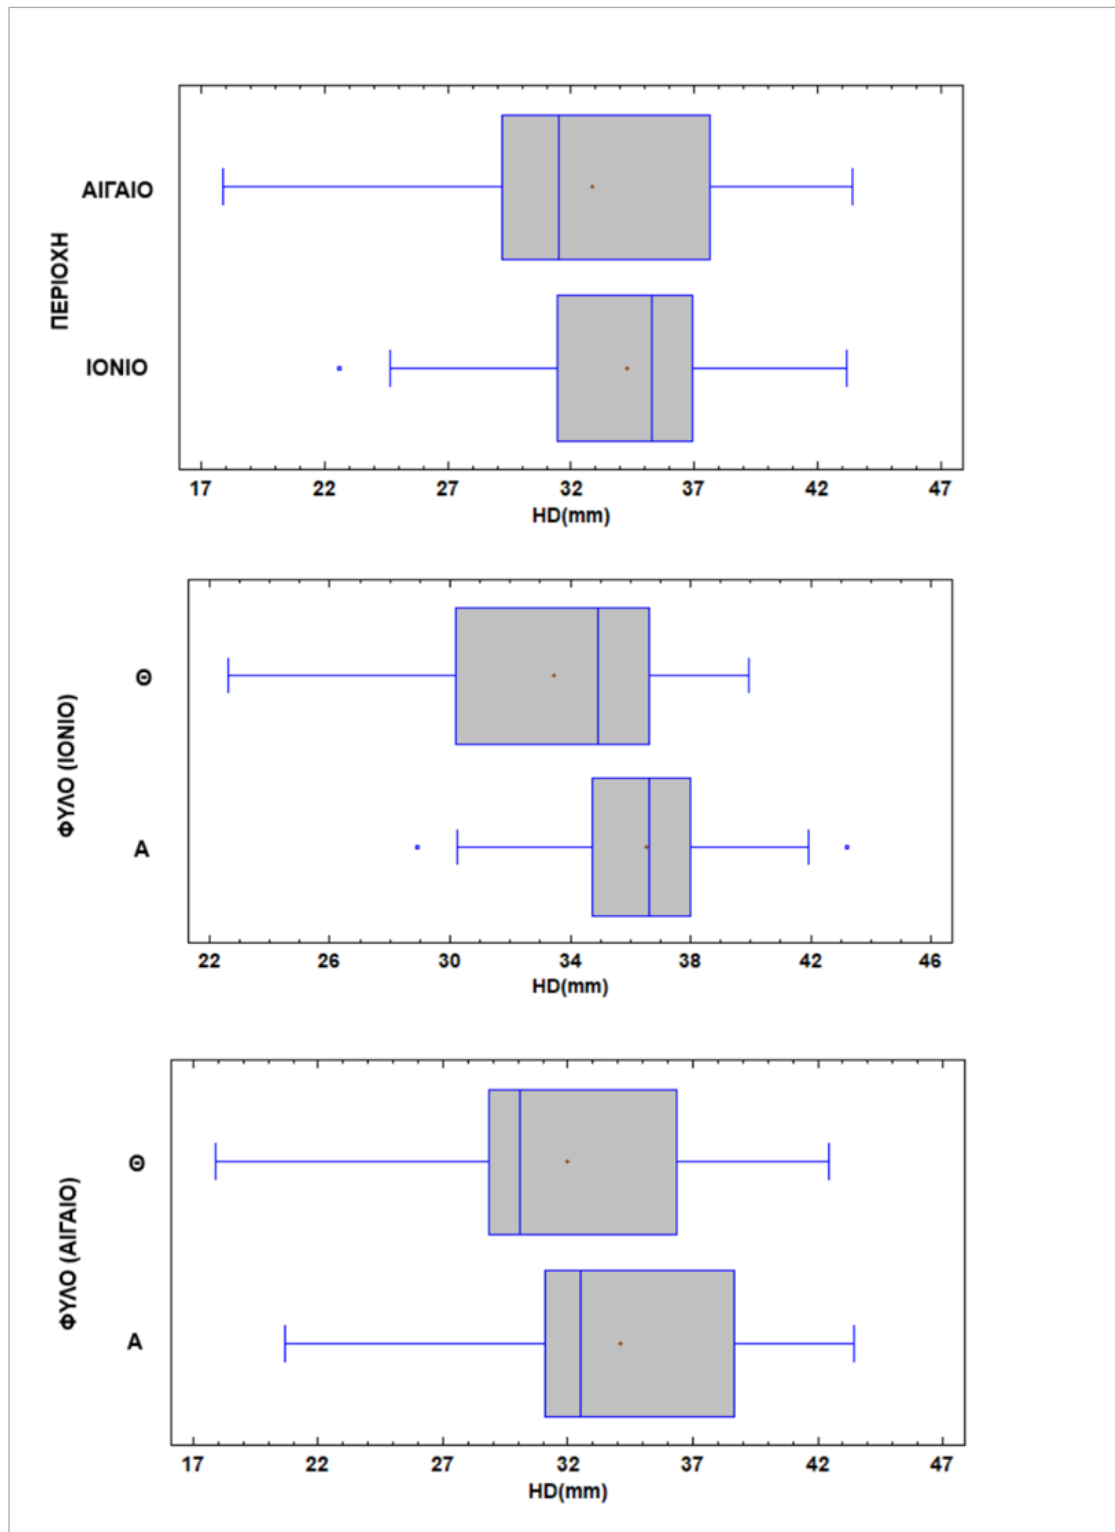 ΠΕΡΙΟΧΗ
ΑΙΓΑΙΟ
ΙΟΝΙΟ
17 22 27 32 37 42 47
HD(mm)
ΦΥΛΟ (ΙΟΝΙΟ)
Θ
Α
22 26 30 34 38 42 46
HD(mm)
ΦΥΛΟ (ΑΙΓΑΙΟ)
Θ
Α
17 22 27 32 37 42 47
HD(mm)